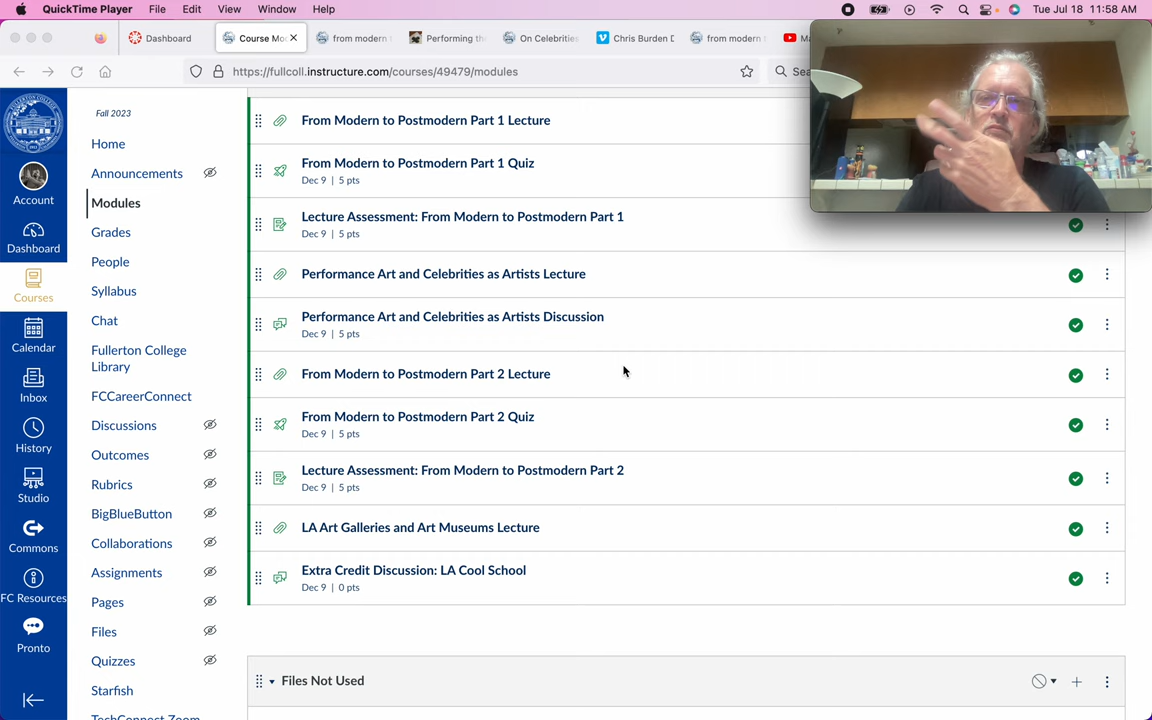 QuickTime Player File Edit View Window Help Tue Jul 18 11:58 AM
Dashboard Course Mo from modern Performing th On Celebrities Chris Burden from modern
https://fullcoll.instructure.com/courses/49479/modules
Account
Dashboard
Courses
Calendar
Inbox
History
Studio
Commons
FC Resources
Pronto
Fall 2023
Home
Announcements
Modules
Grades
People
Syllabus
Chat
Fullerton College
Library
FCCareerConnect
Discussions
Outcomes
Rubrics
BigBlueButton
Collaborations
Assignments
Pages
Files
Quizzes
Starfish
TechConnect Zoom
From Modern to Postmodern Part 1 Lecture
From Modern to Postmodern Part 1 Quiz
Dec 9 | 5 pts
Lecture Assessment: From Modern to Postmodern Part 1
Dec 9 | 5 pts
Performance Art and Celebrities as Artists Lecture
Performance Art and Celebrities as Artists Discussion
Dec 9 | 5 pts
From Modern to Postmodern Part 2 Lecture
From Modern to Postmodern Part 2 Quiz
Dec 9 | 5 pts
Lecture Assessment: From Modern to Postmodern Part 2
Dec 9 | 5 pts
LA Art Galleries and Art Museums Lecture
Extra Credit Discussion: LA Cool School
Dec 9 | 0 pts
Files Not Used